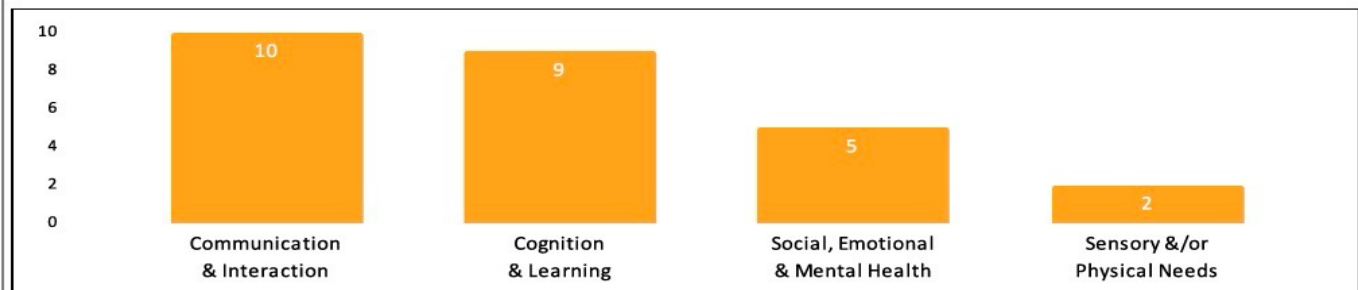 10
8
6
4
2
0
10
9
5
2
Communication
& Interaction
Cognition
& Learning
Social, Emotional
& Mental Health
Sensory &/or
Physical Needs